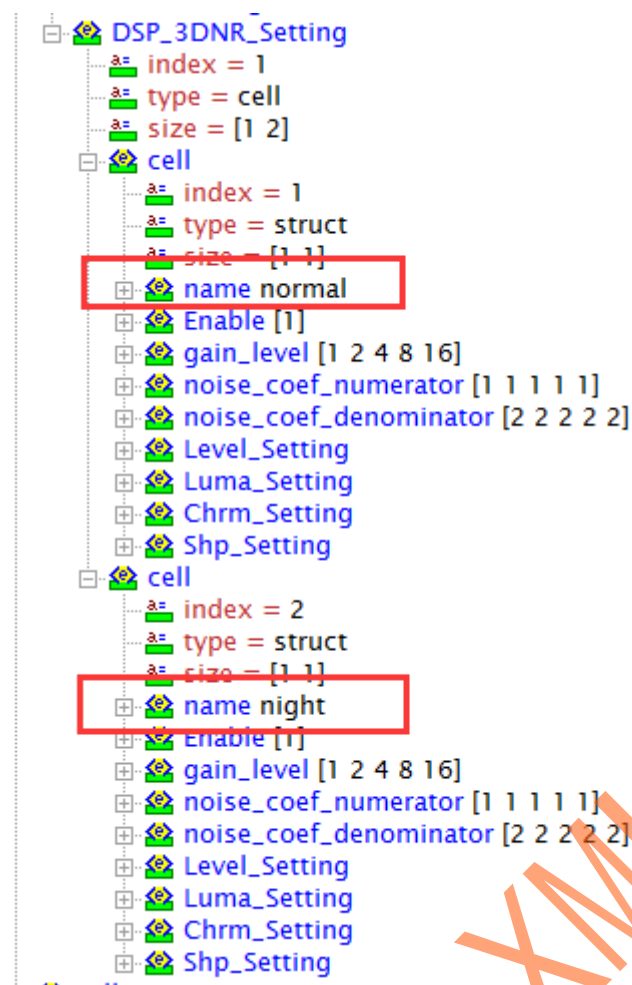 DSP_3DNR_Setting
index = 1
type = cell
size = [1 2]
cell
index = 1
type = struct
size = [1 1]
name normal
Enable [1]
gain_level [1 2 4 8 16]
noise_coef_numerator [1 1 1 1 1]
noise_coef_denominator [2 2 2 2 2]
Level_Setting
Luma_Setting
Chrm_Setting
Shp_Setting
cell
index = 2
type = struct
size = [1 1]
name night
Enable [1]
gain_level [1 2 4 8 16]
noise_coef_numerator [1 1 1 1 1]
noise_coef_denominator [2 2 2 2 2]
Level_Setting
Luma_Setting
Chrm_Setting
Shp_Setting